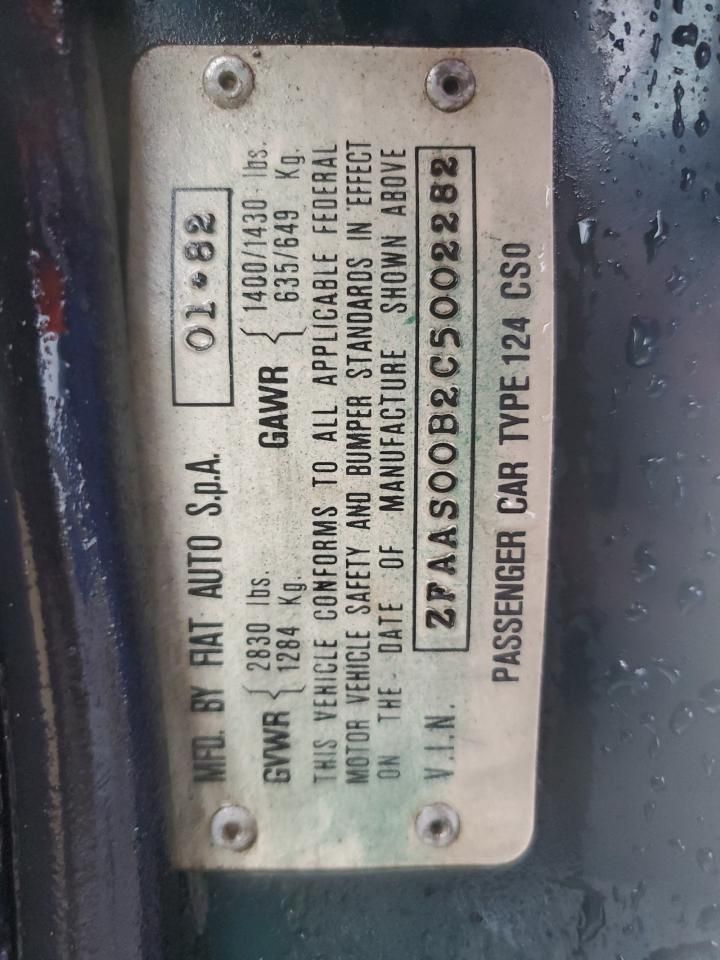 MFD. BY FIAT AUTO S.p.A. 01•82
GVWR { 2830 lbs. 1284 Kg. GAWR { 1400/1430 lbs. 635/649 Kg.
THIS VEHICLE CONFORMS TO ALL APPLICABLE FEDERAL
MOTOR VEHICLE SAFETY AND BUMPER STANDARDS IN EFFECT
ON THE DATE OF MANUFACTURE SHOWN ABOVE
V.I.N. ZFAAS00B2C5002282
PASSENGER CAR TYPE 124 CS0